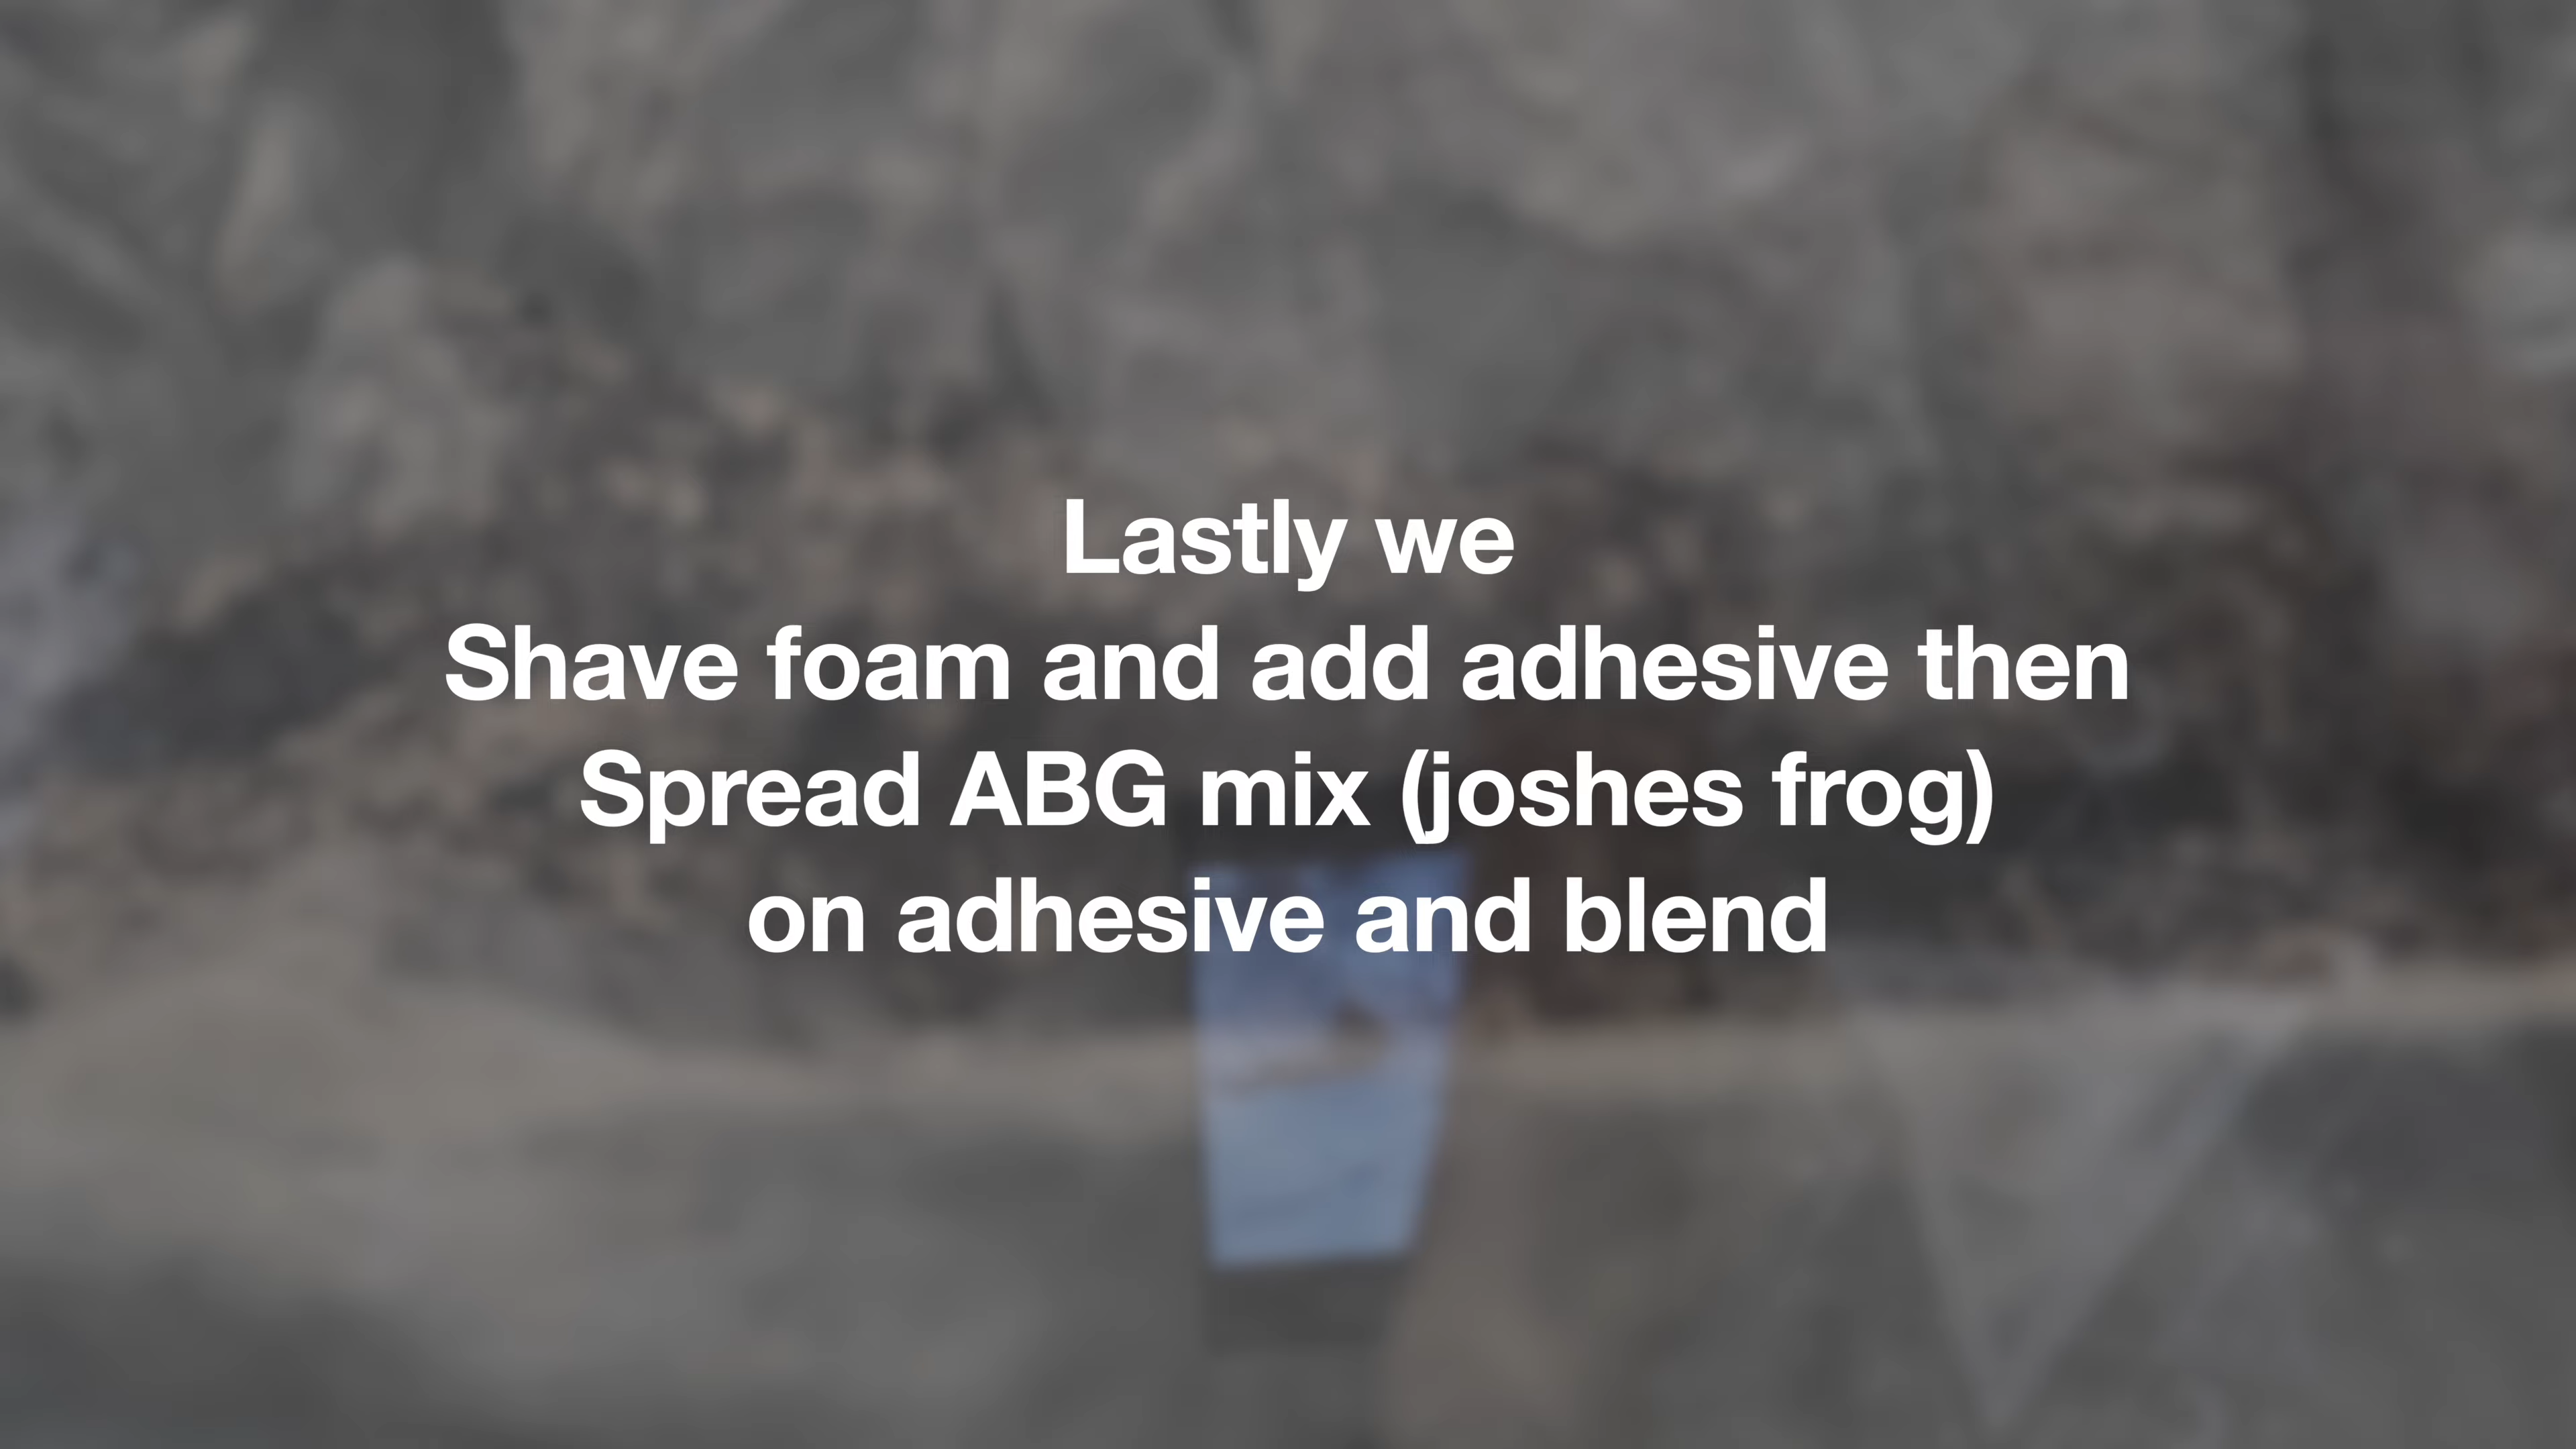 Lastly we
Shave foam and add adhesive then
Spread ABG mix (joshes frog)
on adhesive and blend